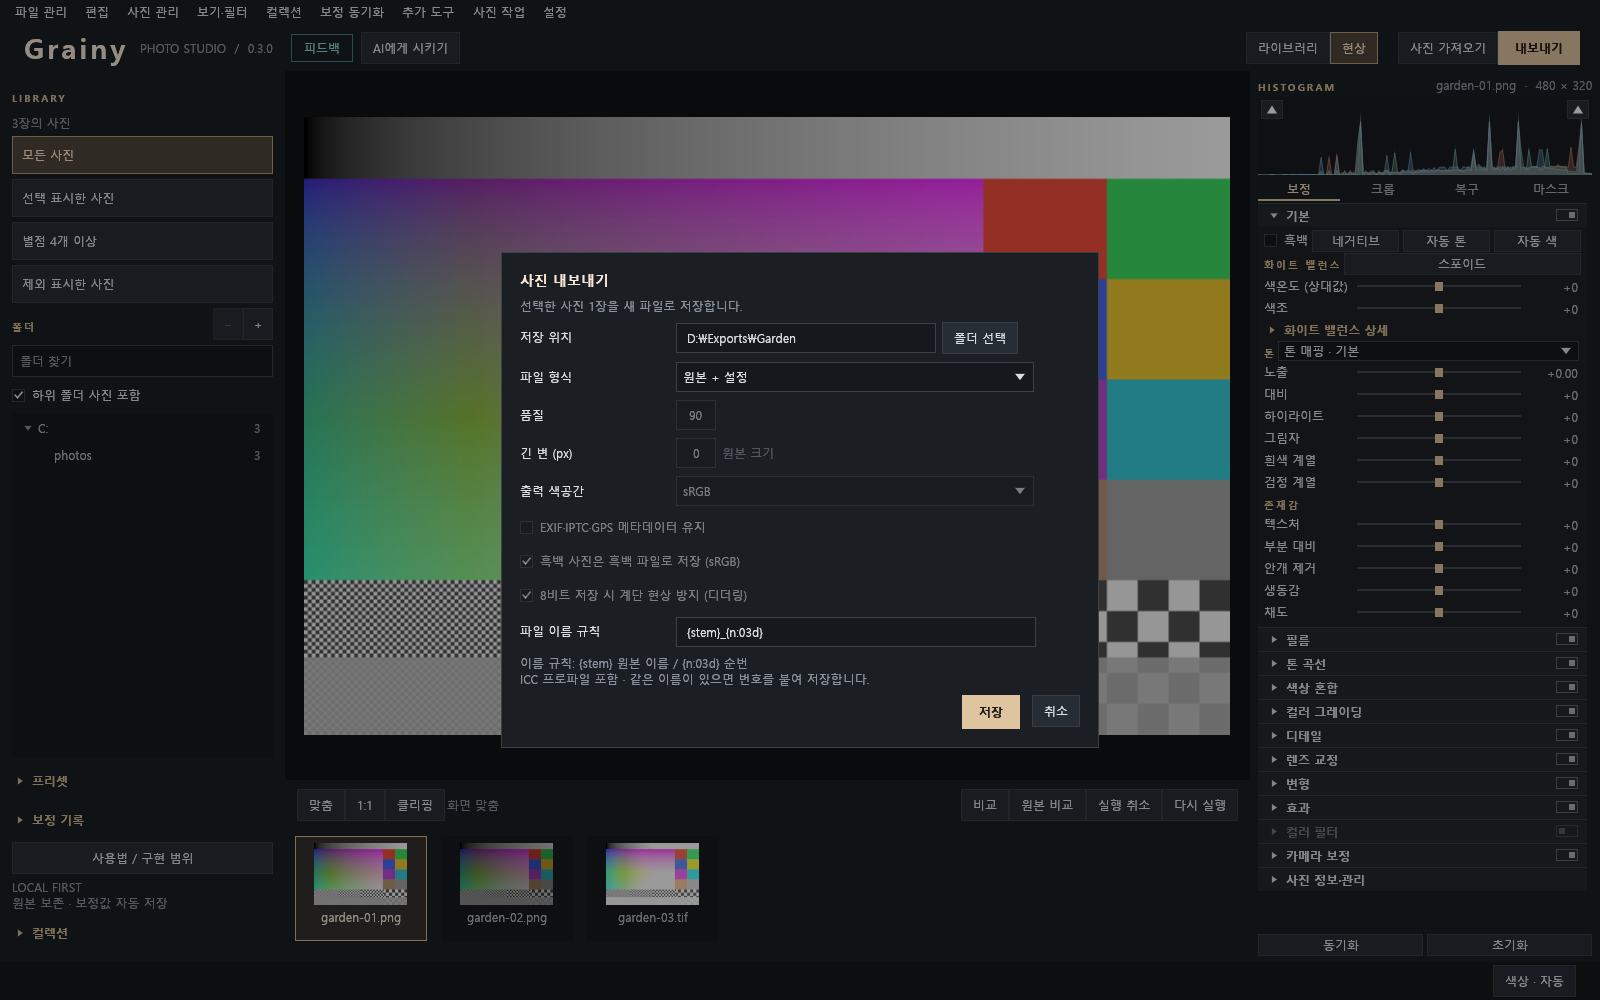 파일 관리 편집 사진 관리 보기·필터 컬렉션 보정 동기화 추가 도구 사진 작업 설정
Grainy PHOTO STUDIO / 0.3.0 피드백 AI에게 시키기 라이브러리 현상 사진 가져오기 내보내기
LIBRARY
3장의 사진
모든 사진
선택 표시한 사진
별점 4개 이상
제외 표시한 사진
폴더 − +
폴더 찾기
하위 폴더 사진 포함
C: 3
photos 3
프리셋
보정 기록
사용법 / 구현 범위
LOCAL FIRST
원본 보존 · 보정값 자동 저장
컬렉션
사진 내보내기
선택한 사진 1장을 새 파일로 저장합니다.
저장 위치 D:₩Exports₩Garden 폴더 선택
파일 형식 원본 + 설정
품질 90
긴 변 (px) 0 원본 크기
출력 색공간 sRGB
EXIF·IPTC·GPS 메타데이터 유지
흑백 사진은 흑백 파일로 저장 (sRGB)
8비트 저장 시 계단 현상 방지 (디더링)
파일 이름 규칙 {stem}_{n:03d}
이름 규칙: {stem} 원본 이름 / {n:03d} 순번
ICC 프로파일 포함 · 같은 이름이 있으면 번호를 붙여 저장합니다.
저장 취소
맞춤 1:1 클리핑 화면 맞춤 비교 원본 비교 실행 취소 다시 실행
garden-01.png garden-02.png garden-03.tif
HISTOGRAM garden-01.png · 480 × 320
보정 크롭 복구 마스크
기본
흑백 네거티브 자동 톤 자동 색
화이트 밸런스 스포이드
색온도 (상대값) +0
색조 +0
화이트 밸런스 상세
톤 톤 매핑 · 기본
노출 +0.00
대비 +0
하이라이트 +0
그림자 +0
흰색 계열 +0
검정 계열 +0
존재감
텍스처 +0
부분 대비 +0
안개 제거 +0
생동감 +0
채도 +0
필름
톤 곡선
색상 혼합
컬러 그레이딩
디테일
렌즈 교정
변형
효과
컬러 필터
카메라 보정
사진 정보·관리
동기화 초기화
색상 · 자동